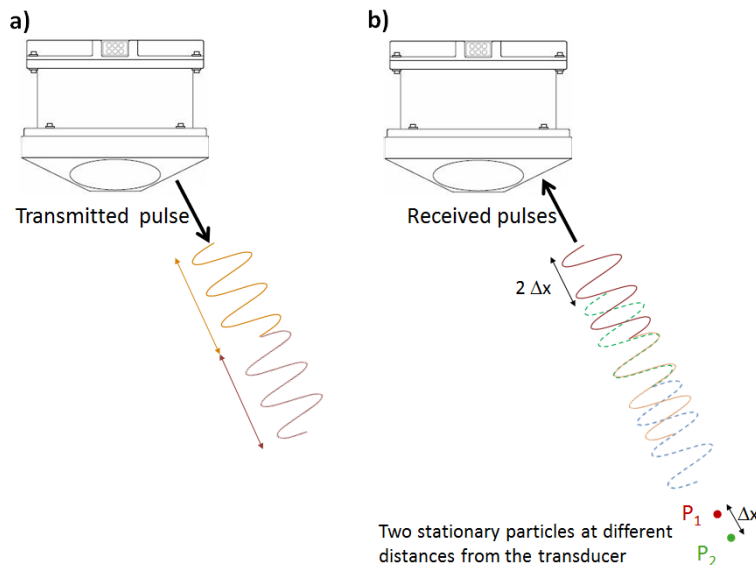 a)
b)
Transmitted pulse
Received pulses
2 Δx
P₁
Δx
P₂
Two stationary particles at different
distances from the transducer